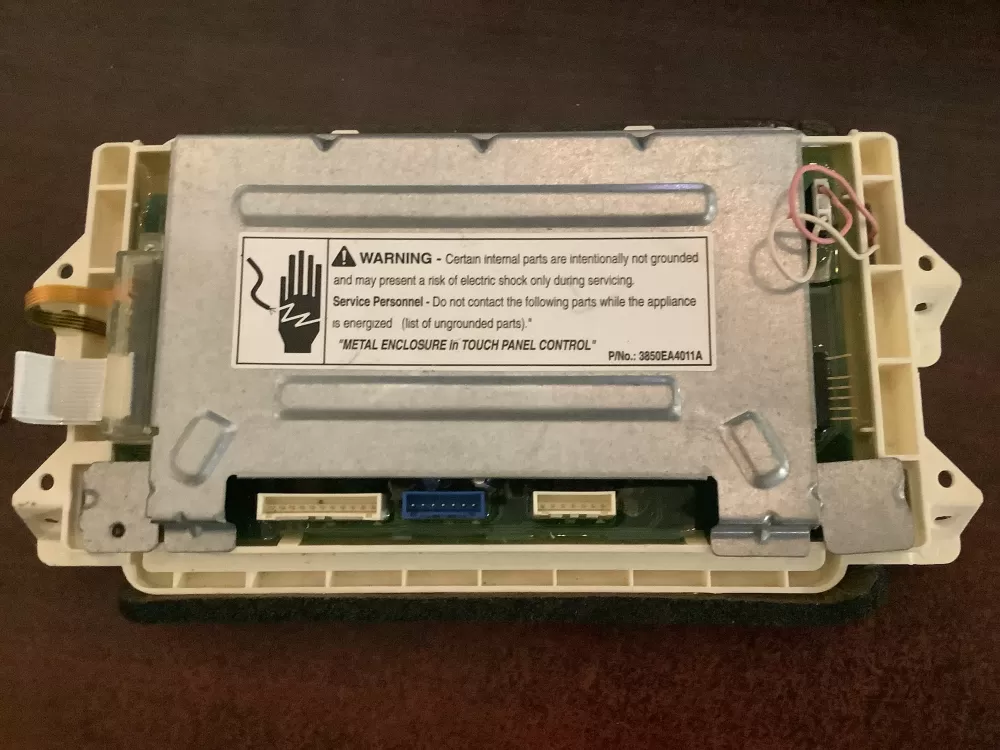 WARNING - Certain internal parts are intentionally not grounded
and may present a risk of electric shock only during servicing.
Service Personnel - Do not contact the following parts while the appliance
is energized (list of ungrounded parts)."
"METAL ENCLOSURE In TOUCH PANEL CONTROL"
P/No.: 3850EA4011A